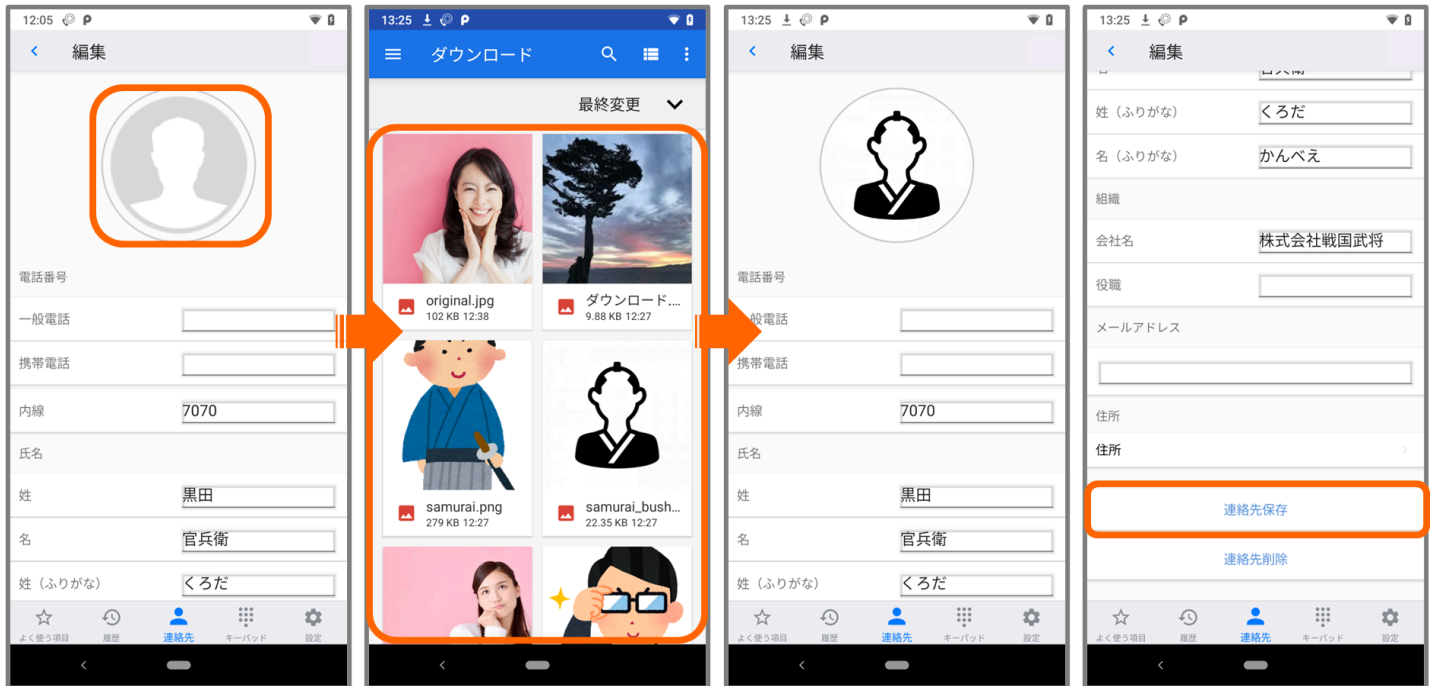 12:05
編集
電話番号
一般電話
携帯電話
内線 7070
氏名
姓 黒田
名 官兵衛
姓（ふりがな） くろだ
よく使う項目 履歴 連絡先 キーパッド 設定
13:25
ダウンロード
最終変更
original.jpg
102 KB 12:38
ダウンロード....
9.88 KB 12:27
samurai.png
279 KB 12:27
samurai_bush...
22.35 KB 12:27
13:25
編集
電話番号
般電話
携帯電話
内線 7070
氏名
姓 黒田
名 官兵衛
姓（ふりがな） くろだ
よく使う項目 履歴 連絡先 キーパッド 設定
13:25
編集
姓（ふりがな） くろだ
名（ふりがな） かんべえ
組織
会社名 株式会社戦国武将
役職
メールアドレス
住所
住所
連絡先保存
連絡先削除
よく使う項目 履歴 連絡先 キーパッド 設定